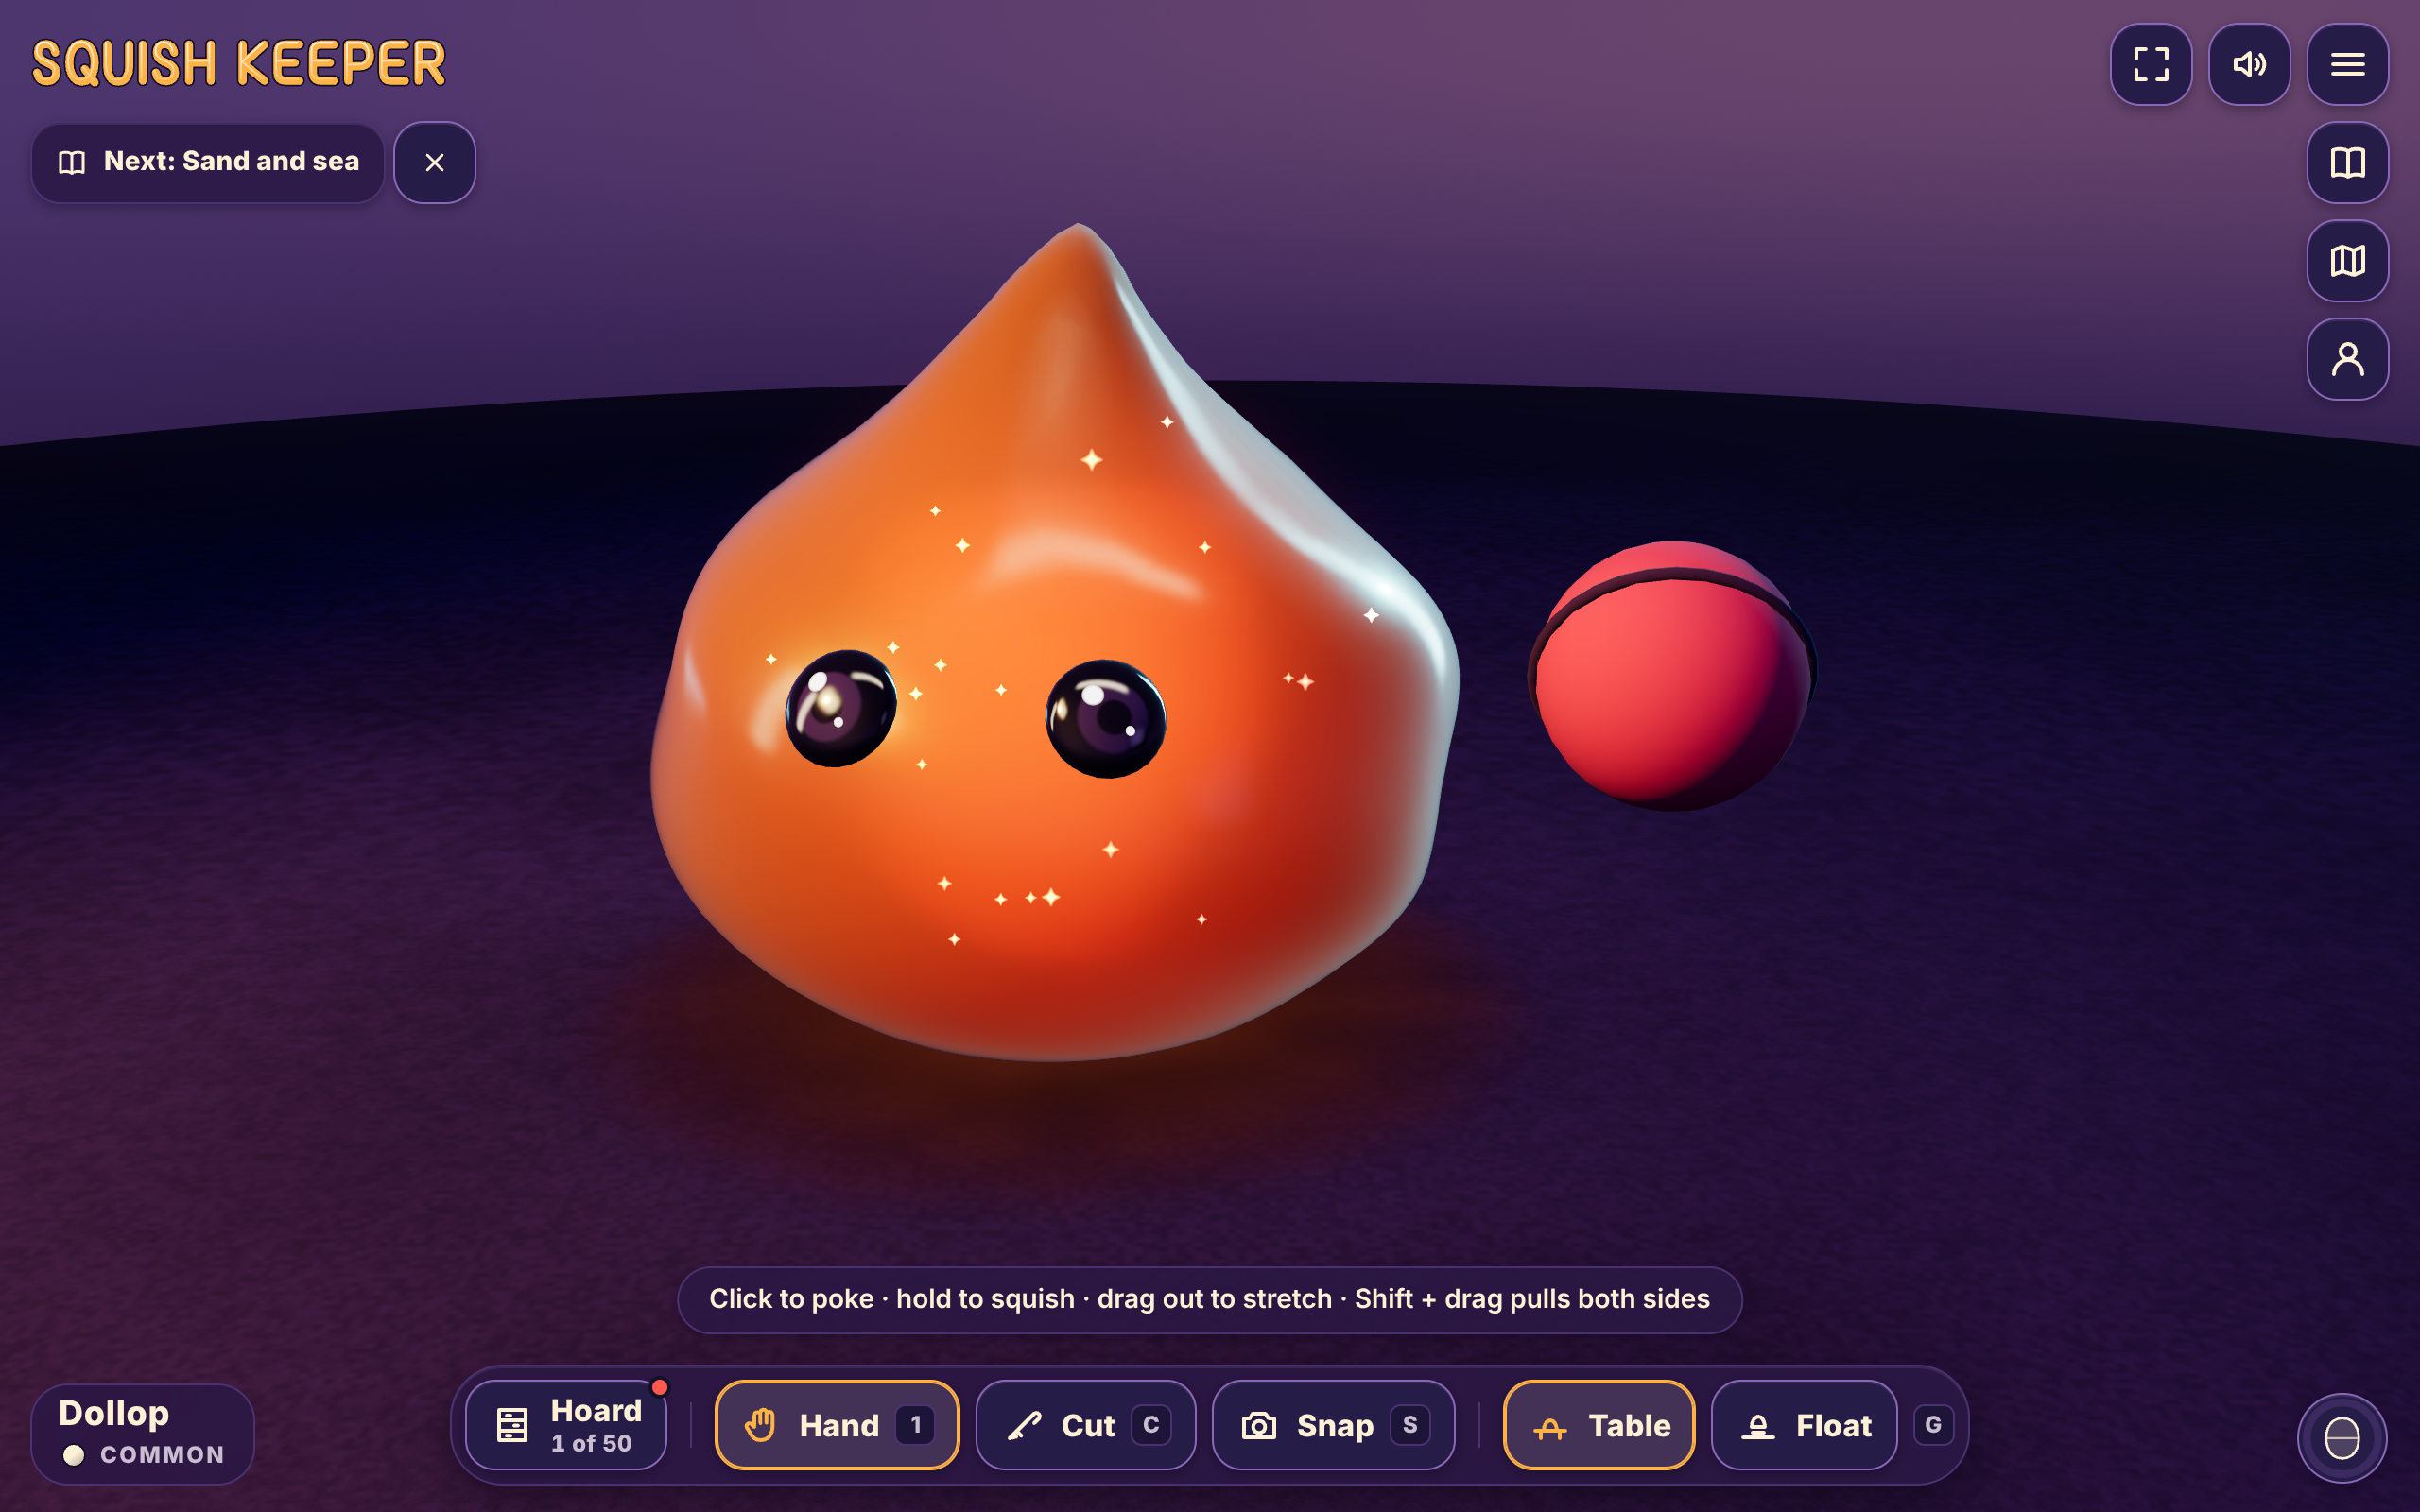 SQUISH KEEPER
Next: Sand and sea
Click to poke · hold to squish · drag out to stretch · Shift + drag pulls both sides
Dollop
COMMON
Hoard
1 of 50
Hand 1
Cut C
Snap S
Table
Float G